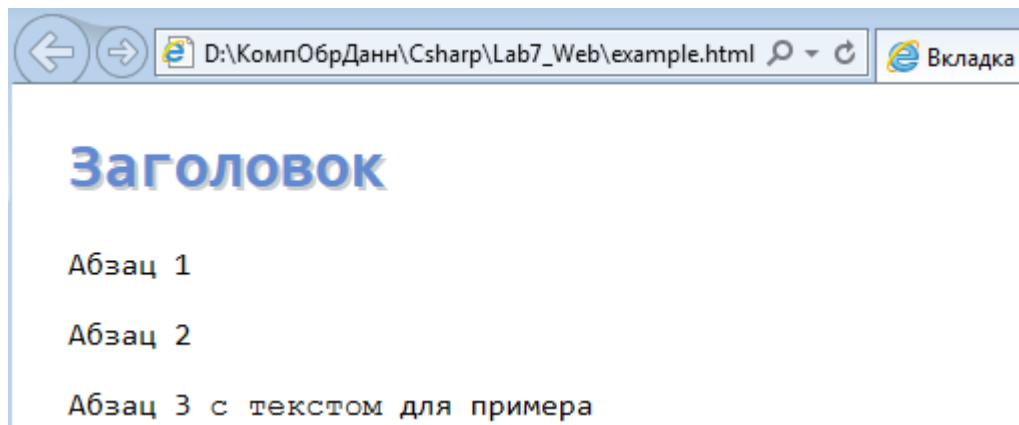 D:\КомпОбрДанн\Csharp\Lab7_Web\example.html Вкладка
Заголовок
Абзац 1
Абзац 2
Абзац 3 с текстом для примера